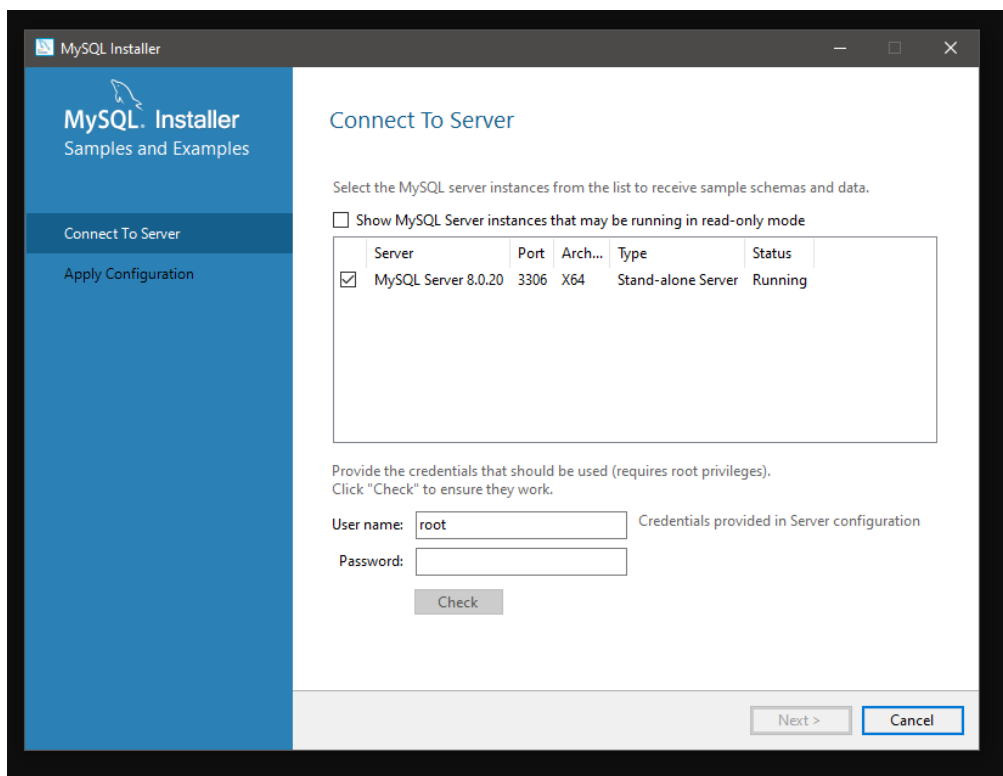 MySQL Installer
MySQL. Installer
Samples and Examples
Connect To Server
Apply Configuration
Connect To Server
Select the MySQL server instances from the list to receive sample schemas and data.
Show MySQL Server instances that may be running in read-only mode
Server Port Arch... Type Status
MySQL Server 8.0.20 3306 X64 Stand-alone Server Running
Provide the credentials that should be used (requires root privileges).
Click "Check" to ensure they work.
User name: root Credentials provided in Server configuration
Password:
Check
Next > Cancel